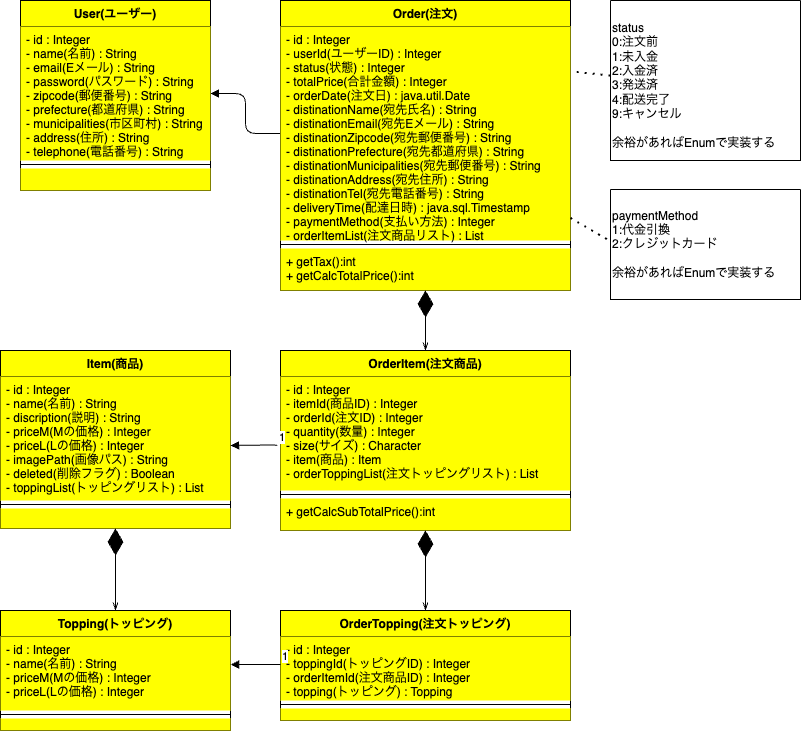 User(ユーザー)
- id : Integer
- name(名前) : String
- email(Eメール) : String
- password(パスワード) : String
- zipcode(郵便番号) : String
- prefecture(都道府県) : String
- municipalities(市区町村) : String
- address(住所) : String
- telephone(電話番号) : String
Order(注文)
- id : Integer
- userId(ユーザーID) : Integer
- status(状態) : Integer
- totalPrice(合計金額) : Integer
- orderDate(注文日) : java.util.Date
- distinationName(宛先氏名) : String
- distinationEmail(宛先Eメール) : String
- distinationZipcode(宛先郵便番号) : String
- distinationPrefecture(宛先都道府県) : String
- distinationMunicipalities(宛先郵便番号) : String
- distinationAddress(宛先住所) : String
- distinationTel(宛先電話番号) : String
- deliveryTime(配達日時) : java.sql.Timestamp
- paymentMethod(支払い方法) : Integer
- orderItemList(注文商品リスト) : List
+ getTax():int
+ getCalcTotalPrice():int
status
0:注文前
1:未入金
2:入金済
3:発送済
4:配送完了
9:キャンセル
余裕があればEnumで実装する
paymentMethod
1:代金引換
2:クレジットカード
余裕があればEnumで実装する
Item(商品)
- id : Integer
- name(名前) : String
- discription(説明) : String
- priceM(Mの価格) : Integer
- priceL(Lの価格) : Integer
- imagePath(画像パス) : String
- deleted(削除フラグ) : Boolean
- toppingList(トッピングリスト) : List
1
OrderItem(注文商品)
- id : Integer
- itemId(商品ID) : Integer
- orderId(注文ID) : Integer
- quantity(数量) : Integer
- size(サイズ) : Character
- item(商品) : Item
- orderToppingList(注文トッピングリスト) : List
+ getCalcSubTotalPrice():int
Topping(トッピング)
- id : Integer
- name(名前) : String
- priceM(Mの価格) : Integer
- priceL(Lの価格) : Integer
1
OrderTopping(注文トッピング)
- id : Integer
- toppingId(トッピングID) : Integer
- orderItemId(注文商品ID) : Integer
- topping(トッピング) : Topping